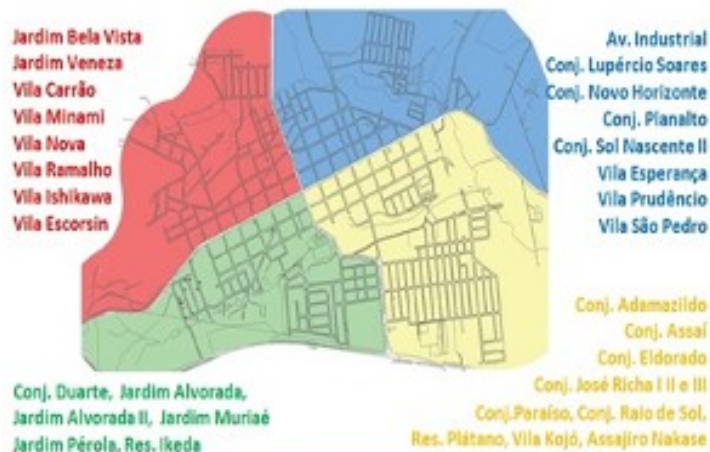 Jardim Bela Vista
Jardim Veneza
Vila Carrão
Vila Minami
Vila Nova
Vila Ramalho
Vila Ishikawa
Vila Escorsin
Av. Industrial
Conj. Lupércio Soares
Conj. Novo Horizonte
Conj. Planalto
Conj. Sol Nascente II
Vila Esperança
Vila Prudêncio
Vila São Pedro
Conj. Duarte, Jardim Alvorada,
Jardim Alvorada II, Jardim Muriaé
Jardim Pérola, Res. Ikeda
Conj. Adamazildo
Conj. Assaí
Conj. Eldorado
Conj. José Richa I II e III
Conj.Paraíso, Conj. Raio de Sol,
Res. Plátano, Vila Kojó, Assajiro Nakase